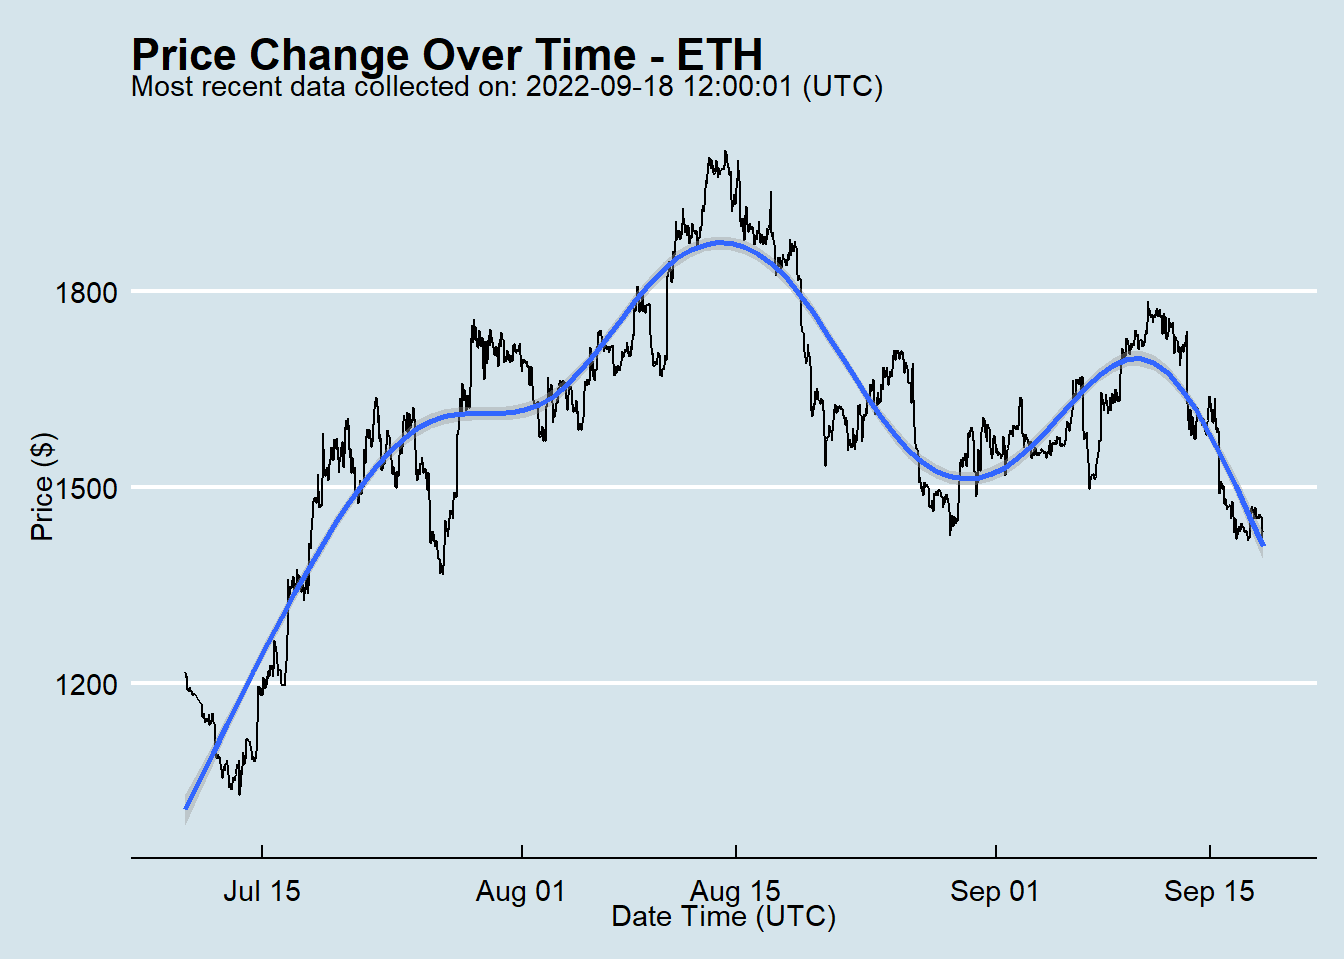 Price Change Over Time - ETH
Most recent data collected on: 2022-09-18 12:00:01 (UTC)
Price ($)
1800
1500
1200
Jul 15
Aug 01
Aug 15
Sep 01
Sep 15
Date Time (UTC)